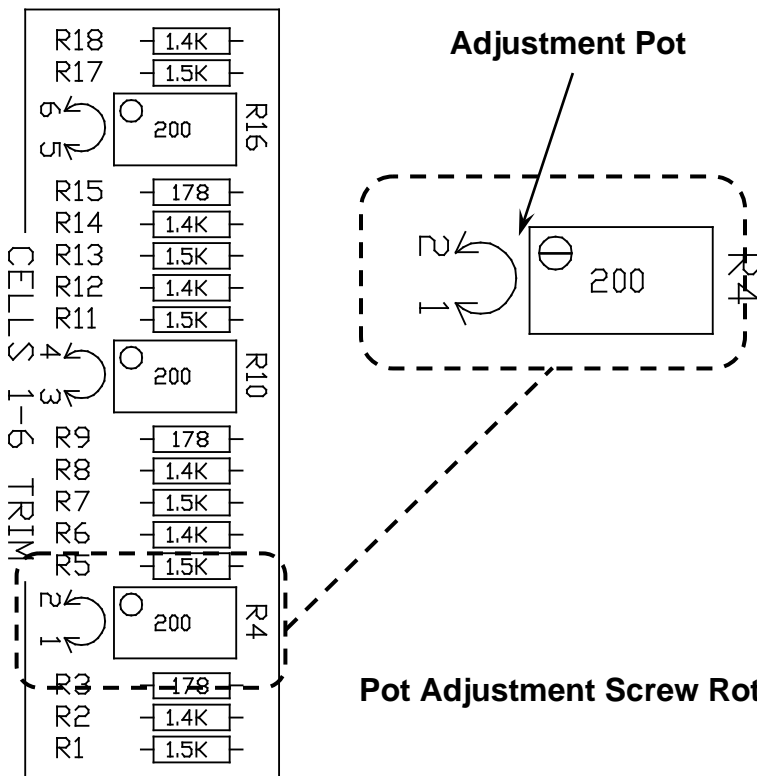 R18 1.4K
R17 1.5K
6
5
200
R16
R15 178
R14 1.4K
R13 1.5K
R12 1.4K
R11 1.5K
4
3
200
R10
R9 178
R8 1.4K
R7 1.5K
R6 1.4K
R5 1.5K
2
1
200
R4
R3 178
R2 1.4K
R1 1.5K
CELLS 1-6 TRIM
Adjustment Pot
2
1
200
R4
Pot Adjustment Screw Rot